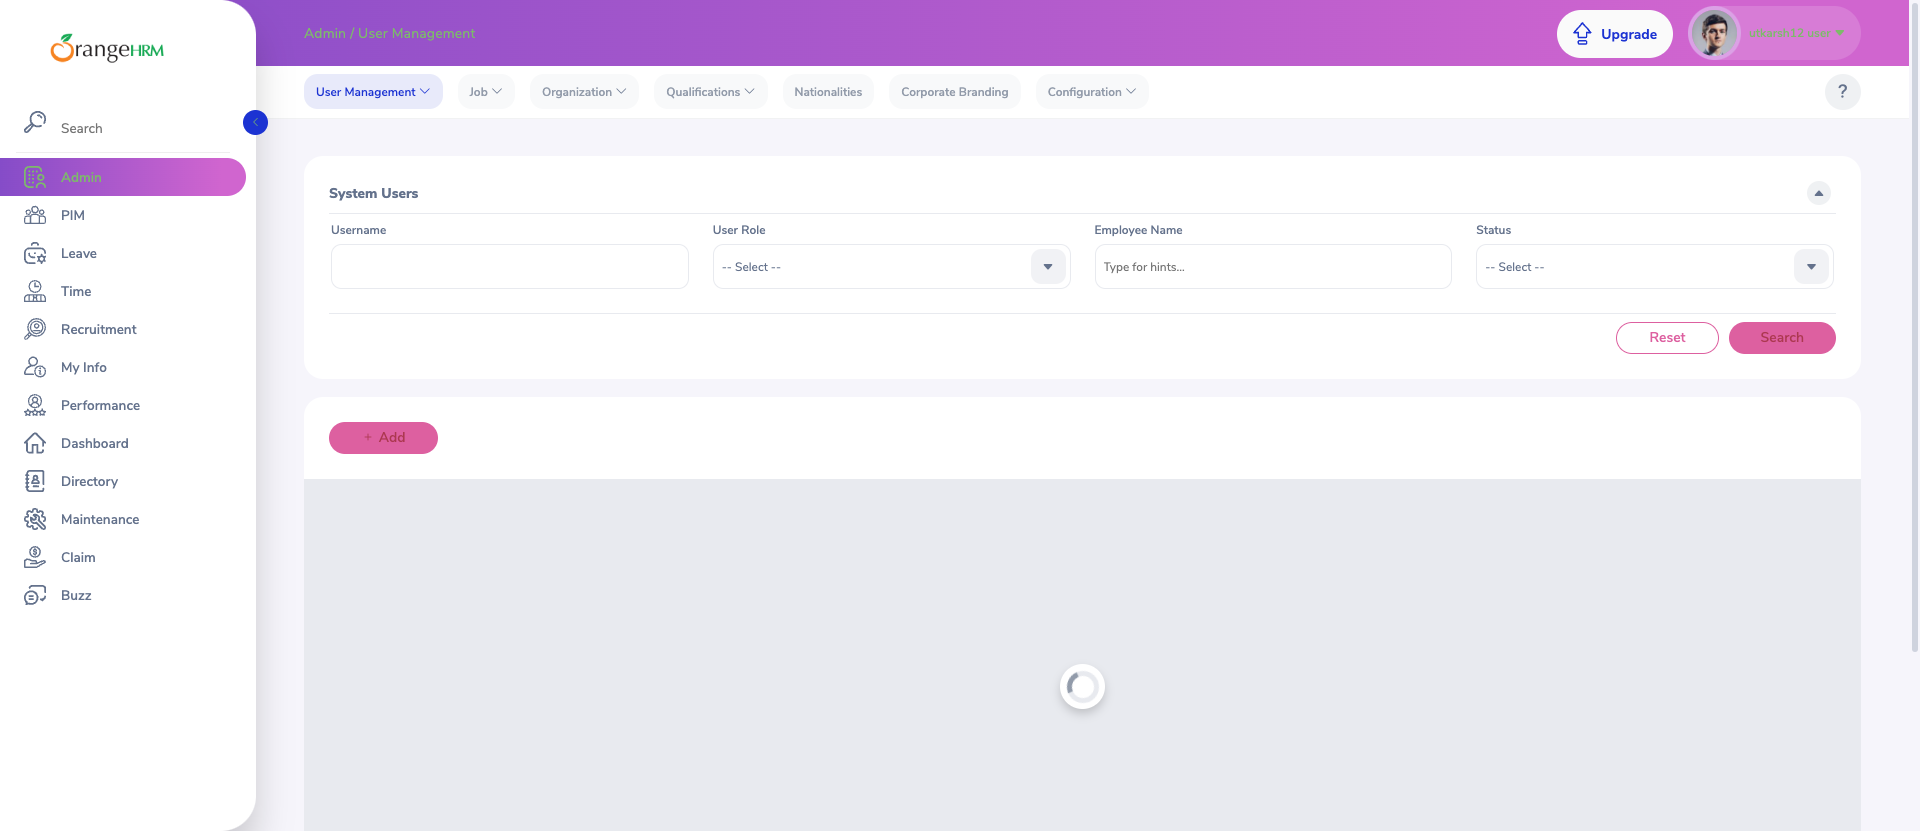 OrangeHRM
Admin / User Management
Upgrade
User Management
Job
Organization
Qualifications
Nationalities
Corporate Branding
Configuration
?
Search
Admin
PIM
Leave
Time
Recruitment
My Info
Performance
Dashboard
Directory
Maintenance
Claim
Buzz
System Users
Username
User Role
Employee Name
Status
-- Select --
Type for hints...
-- Select --
Reset
Search
+ Add